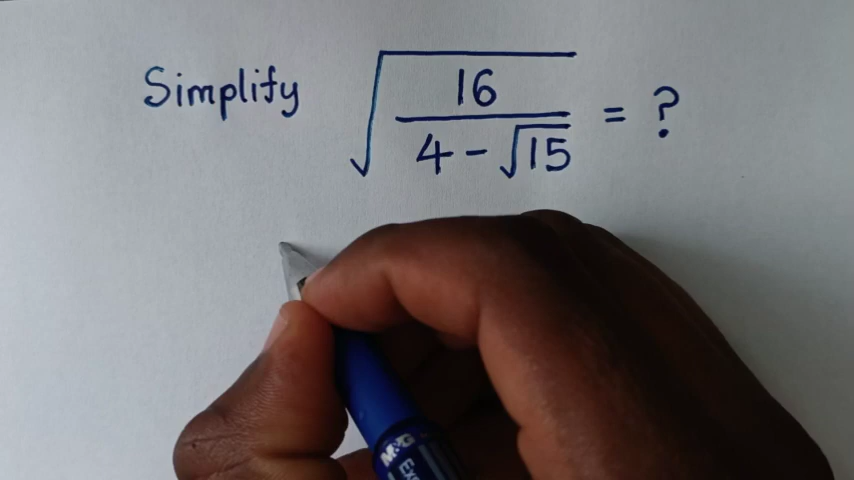 Simplify √(16/(4-√15)) = ?
M&G